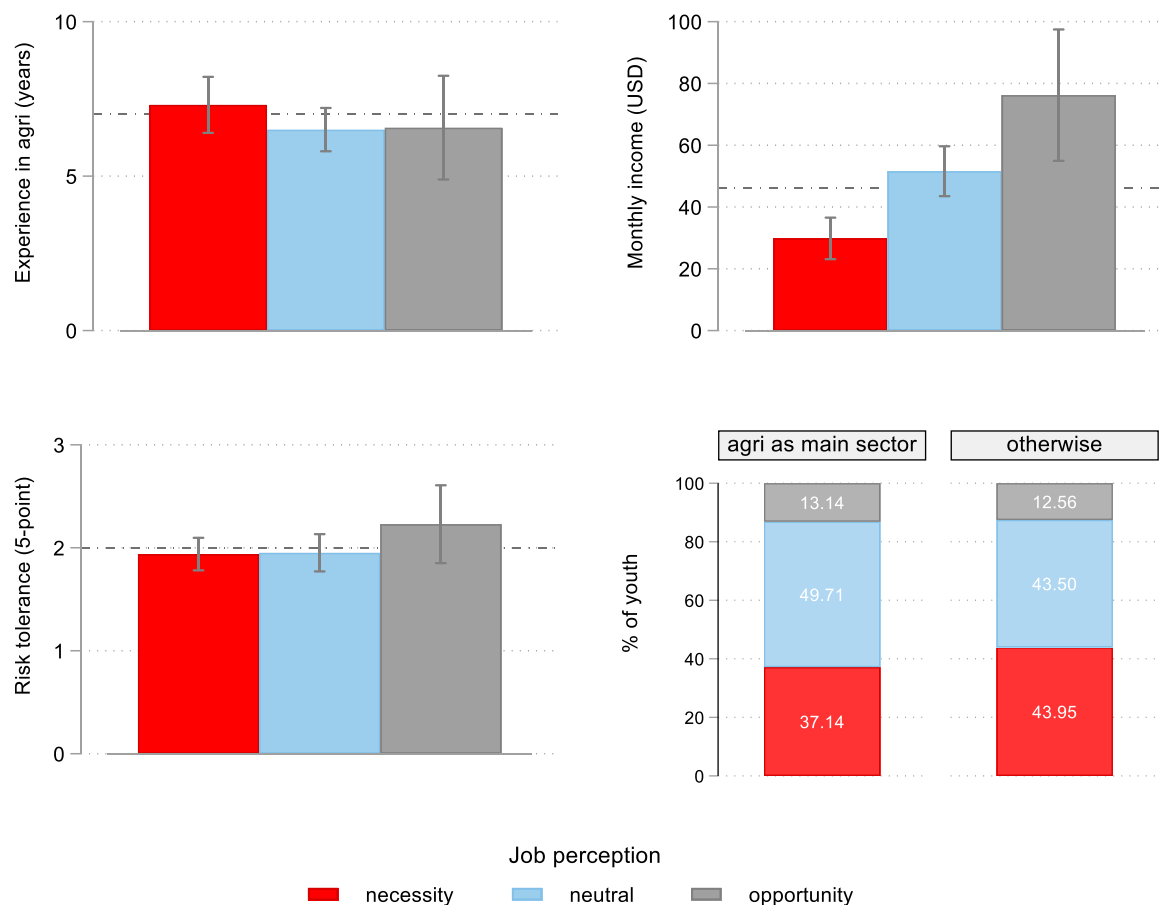 Experience in agri (years)
10
5
0
Monthly income (USD)
100
80
60
40
20
0
Risk tolerance (5-point)
3
2
1
0
% of youth
agri as main sector
otherwise
100
80
60
40
20
0
13.14
49.71
37.14
12.56
43.50
43.95
Job perception
necessity
neutral
opportunity